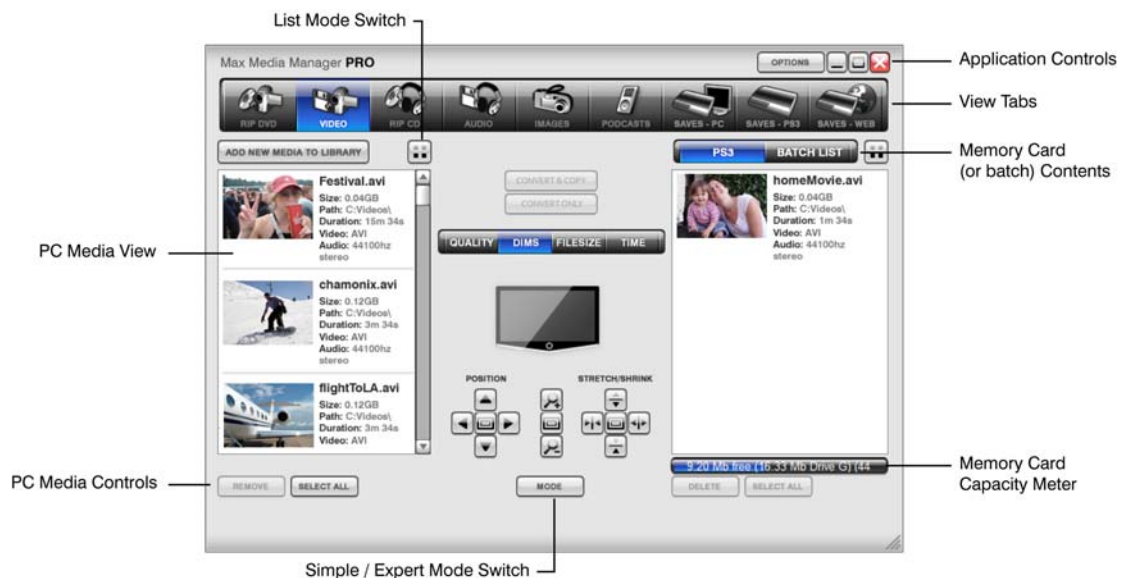 List Mode Switch
Max Media Manager PRO
OPTIONS
Application Controls
RIP DVD
VIDEO
RIP CD
AUDIO
IMAGES
PODCASTS
SAVES - PC
SAVES - PS3
SAVES - WEB
View Tabs
ADD NEW MEDIA TO LIBRARY
PS3
BATCH LIST
Memory Card
(or batch) Contents
PC Media View
Festival.avi
Size: 0.04GB
Path: C:Videos\
Duration: 15m 34s
Video: AVI
Audio: 44100hz
stereo
chamonix.avi
Size: 0.12GB
Path: C:Videos\
Duration: 3m 34s
Video: AVI
Audio: 44100hz
stereo
flightToLA.avi
Size: 0.12GB
Path: C:Videos\
Duration: 3m 34s
Video: AVI
CONVERT & COPY
CONVERT ONLY
QUALITY
DIMS
FILESIZE
TIME
POSITION
STRETCH/SHRINK
homeMovie.avi
Size: 0.04GB
Path: C:Videos\
Duration: 1m 34s
Video: AVI
Audio: 44100hz
stereo
9.20 Mb free (16.33 Mb Drive G) (44
Memory Card
Capacity Meter
PC Media Controls
REMOVE
SELECT ALL
MODE
DELETE
SELECT ALL
Simple / Expert Mode Switch